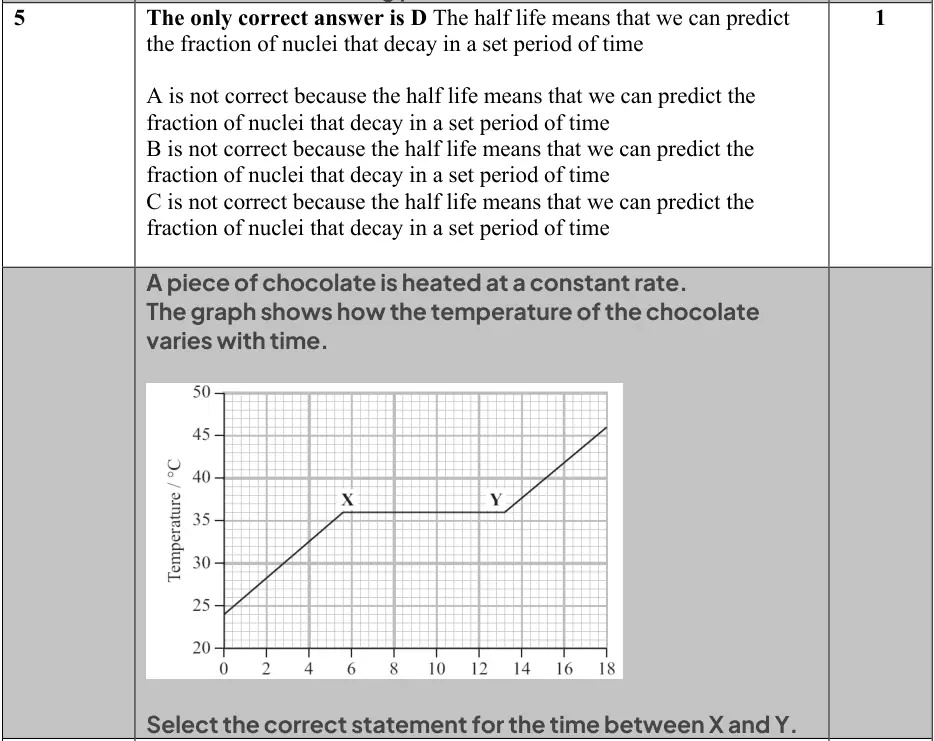 5
The only correct answer is D The half life means that we can predict
the fraction of nuclei that decay in a set period of time
1
A is not correct because the half life means that we can predict the
fraction of nuclei that decay in a set period of time
B is not correct because the half life means that we can predict the
fraction of nuclei that decay in a set period of time
C is not correct because the half life means that we can predict the
fraction of nuclei that decay in a set period of time
A piece of chocolate is heated at a constant rate.
The graph shows how the temperature of the chocolate
varies with time.
50
45
40
35
30
25
20
Temperature / °C
X
Y
0 2 4 6 8 10 12 14 16 18
Select the correct statement for the time between X and Y.